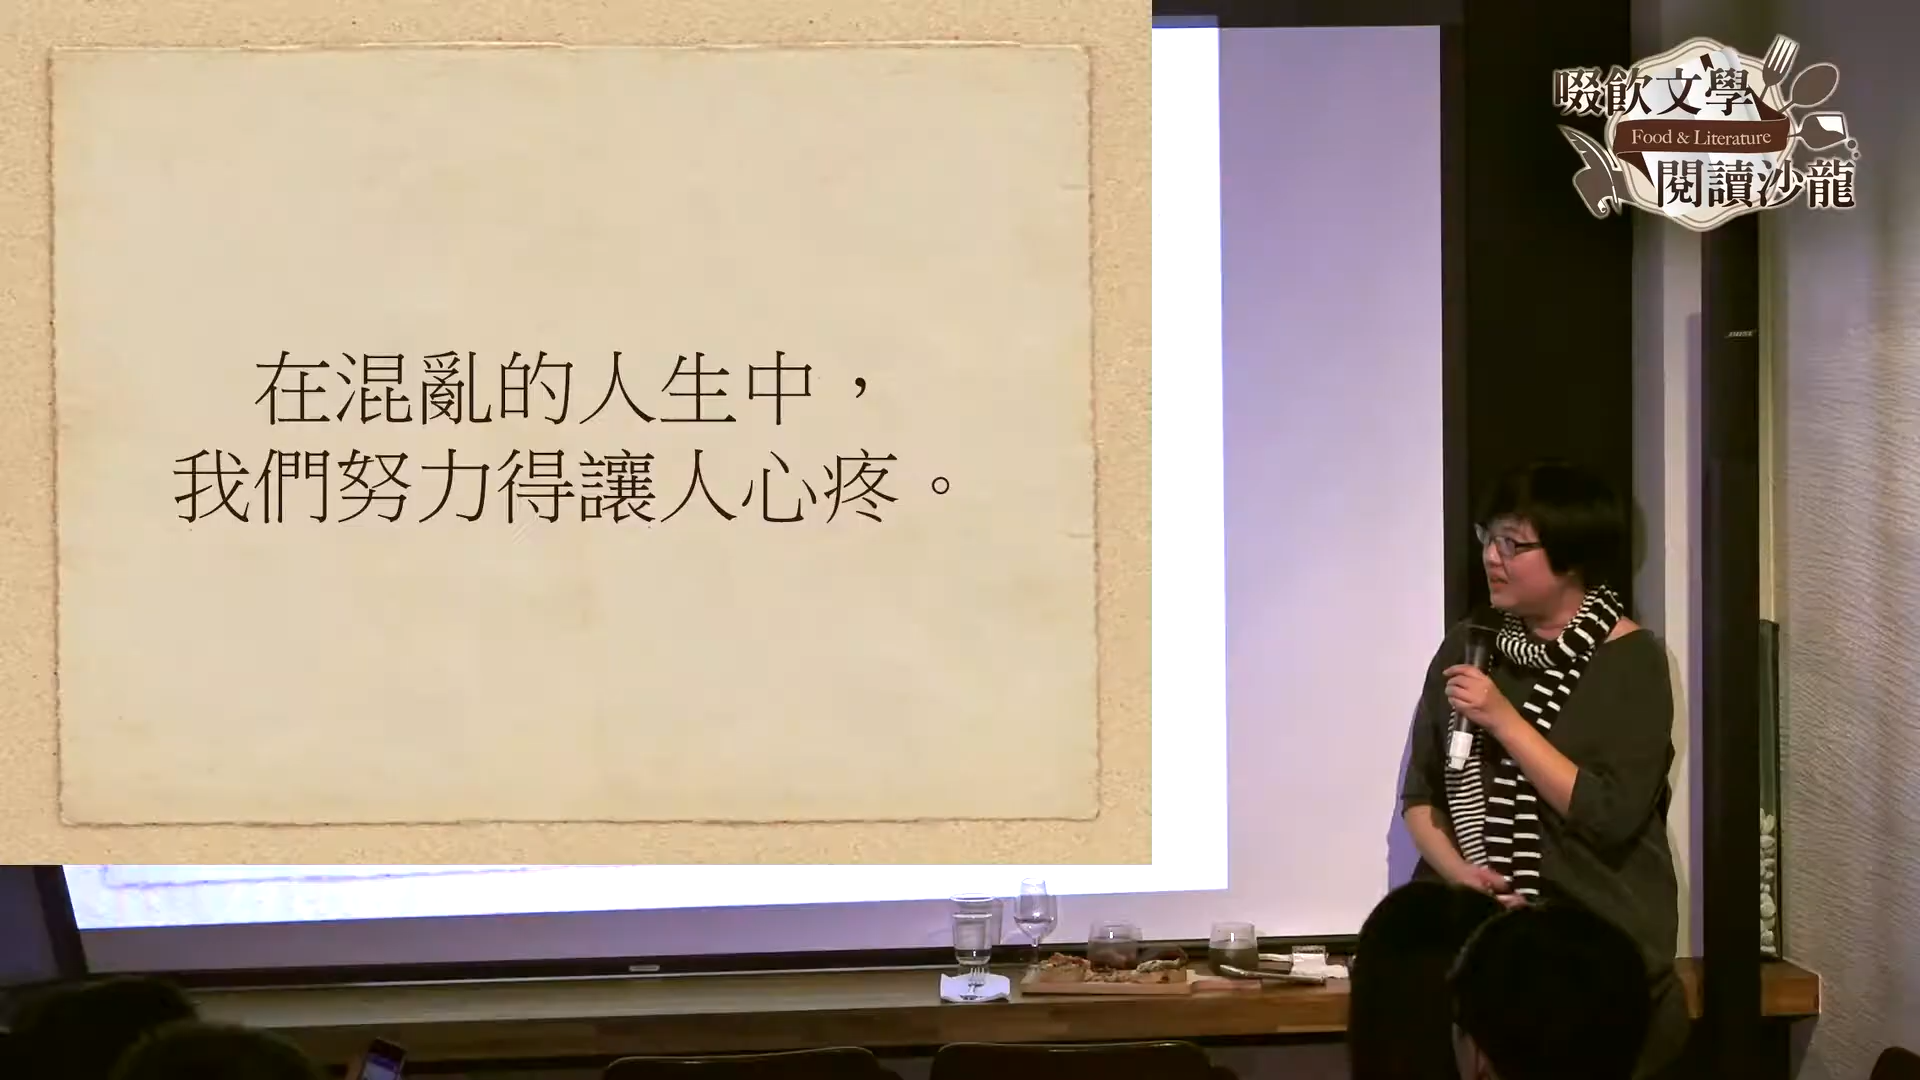 在混亂的人生中，
我們努力得讓人心疼。
啜飲文學
Food & Literature
閱讀沙龍
BOSE